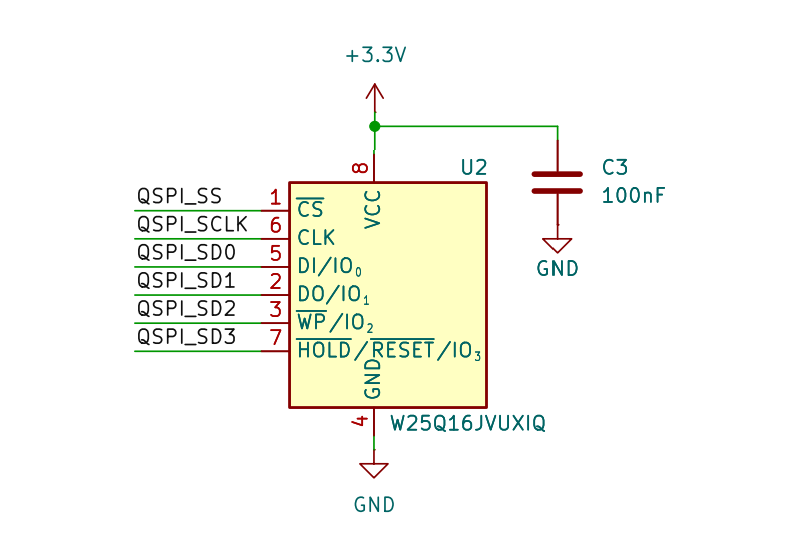 +3.3V
C3
100nF
GND
U2
8
VCC
QSPI_SS 1 CS
QSPI_SCLK 6 CLK
QSPI_SD0 5 DI/IO₀
QSPI_SD1 2 DO/IO₁
QSPI_SD2 3 WP/IO₂
QSPI_SD3 7 HOLD/RESET/IO₃
GND
4
W25Q16JVUXIQ
GND